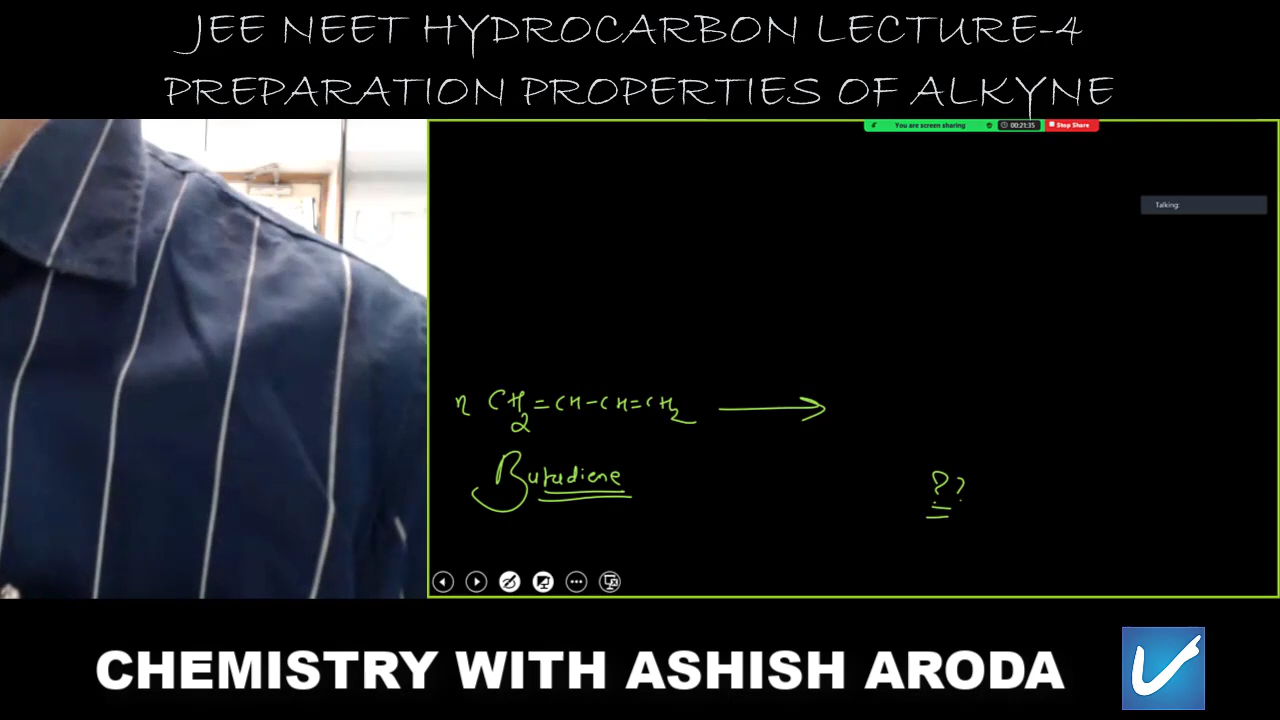 JEE NEET HYDROCARBON LECTURE-4
PREPARATION PROPERTIES OF ALKYNE
You are screen sharing 00:21:35 Stop Share
Talking:
n CH2=CH-CH=CH2
Butadiene
??
CHEMISTRY WITH ASHISH ARODA